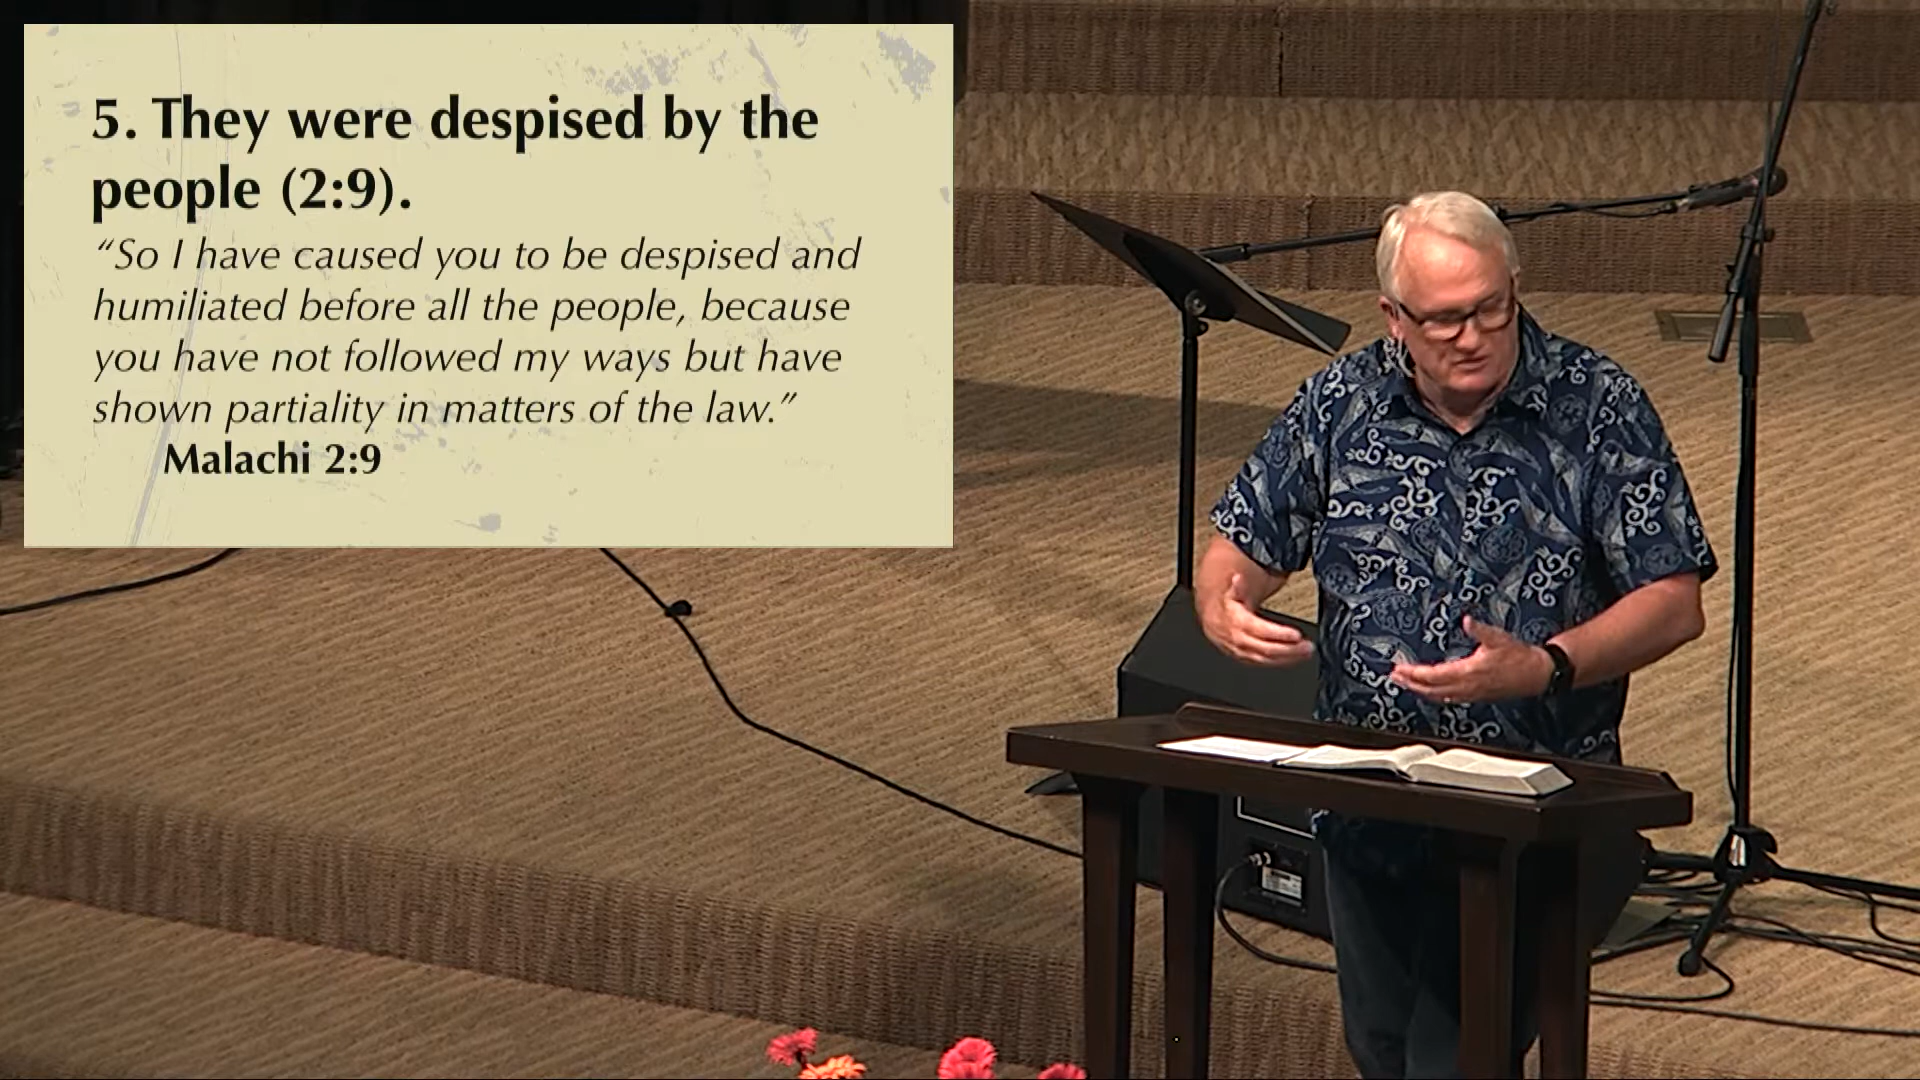 5. They were despised by the
people (2:9).
“So I have caused you to be despised and
humiliated before all the people, because
you have not followed my ways but have
shown partiality in matters of the law.”
Malachi 2:9